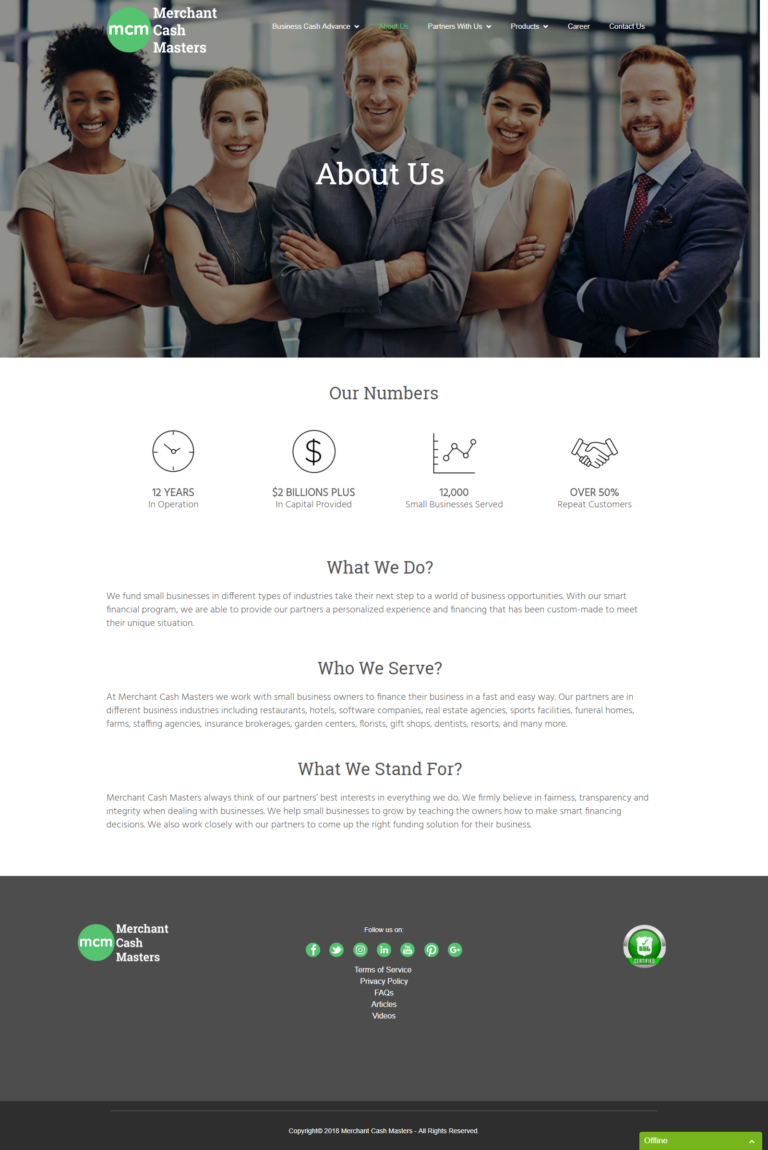 mcm Merchant
Cash
Masters
Business Cash Advance About Us Partners With Us Products Career Contact Us
About Us
Our Numbers
12 YEARS
In Operation
$2 BILLIONS PLUS
In Capital Provided
12,000
Small Businesses Served
OVER 50%
Repeat Customers
What We Do?
We fund small businesses in different types of industries take their next step to a world of business opportunities. With our smart
financial program, we are able to provide our partners a personalized experience and financing that has been custom-made to meet
their unique situation.
Who We Serve?
At Merchant Cash Masters we work with small business owners to finance their business in a fast and easy way. Our partners are in
different business industries including restaurants, hotels, software companies, real estate agencies, sports facilities, funeral homes,
farms, staffing agencies, insurance brokerages, garden centers, florists, gift shops, dentists, resorts, and many more.
What We Stand For?
Merchant Cash Masters always think of our partners' best interests in everything we do. We firmly believe in fairness, transparency and
integrity when dealing with businesses. We help small businesses to grow by teaching the owners how to make smart financing
decisions. We also work closely with our partners to come up the right funding solution for their business.
mcm Merchant
Cash
Masters
Follow us on:
Terms of Service
Privacy Policy
FAQs
Articles
Videos
CERTIFIED
Copyright© 2016 Merchant Cash Masters - All Rights Reserved.
Offline